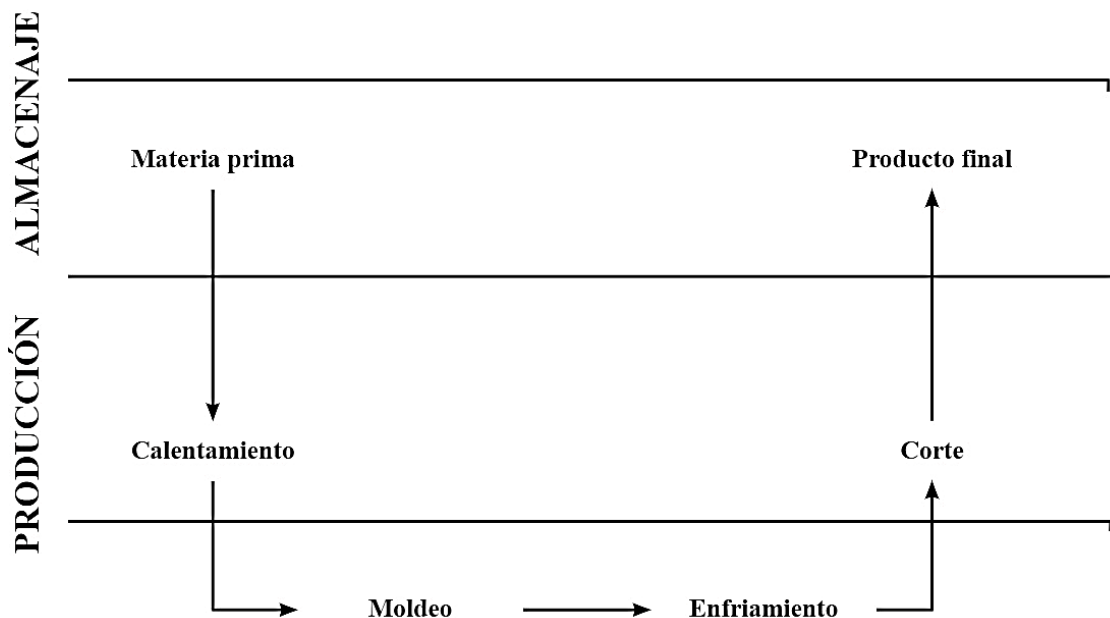 ALMACENAJE
Materia prima
Producto final
PRODUCCIÓN
Calentamiento
Corte
Moldeo
Enfriamiento